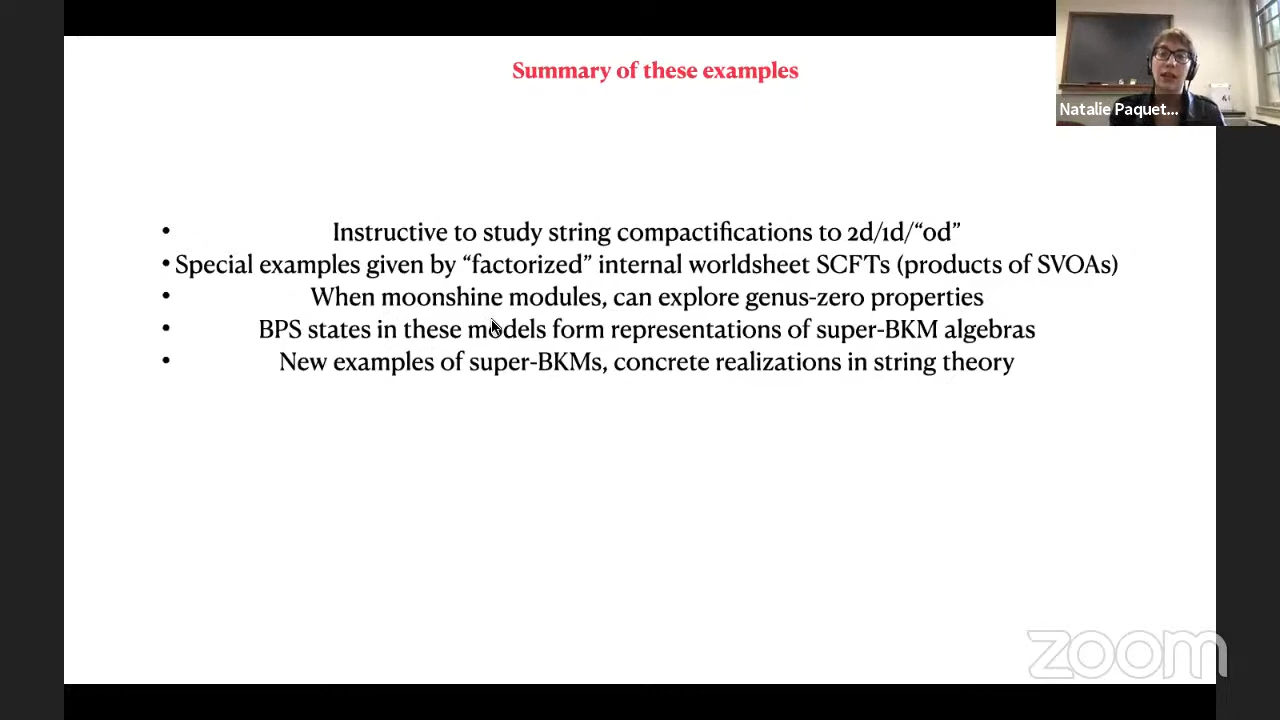 Summary of these examples
Natalie Paquet...
• Instructive to study string compactifications to 2d/1d/“0d”
• Special examples given by “factorized” internal worldsheet SCFTs (products of SVOAs)
• When moonshine modules, can explore genus-zero properties
• BPS states in these models form representations of super-BKM algebras
• New examples of super-BKMs, concrete realizations in string theory
zoom